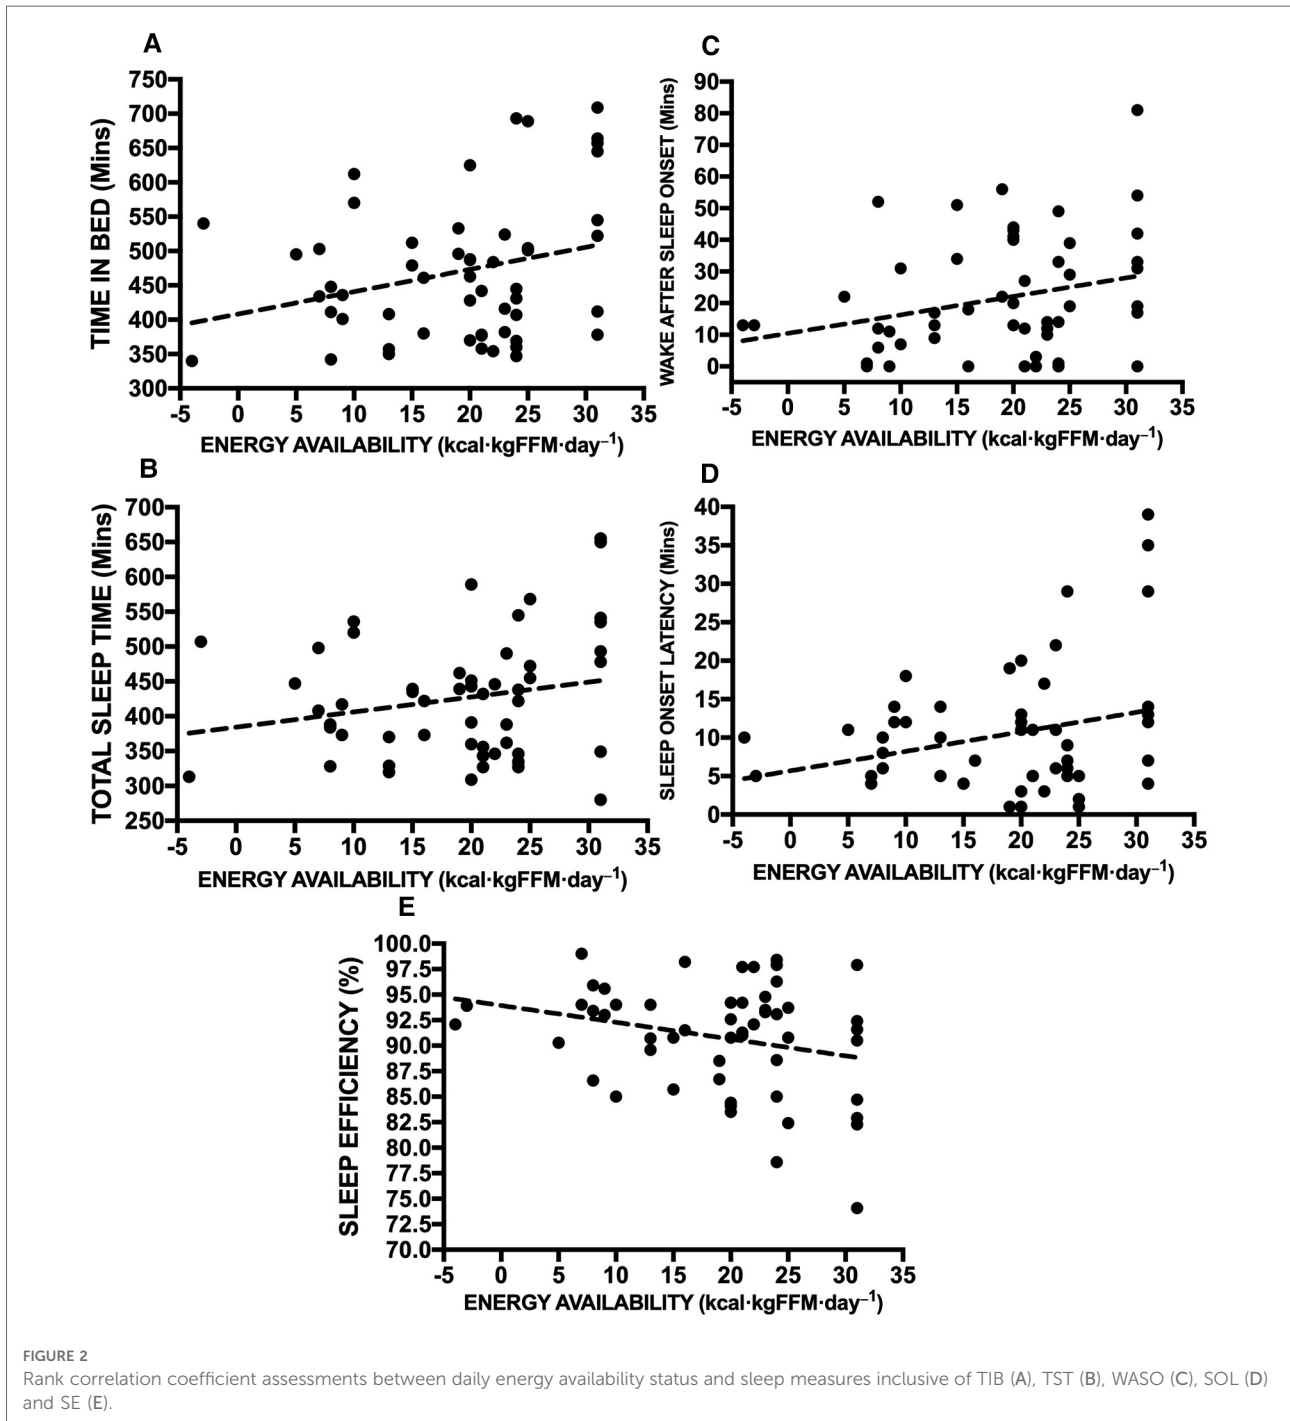 A
750
700
650
600
550
500
450
400
350
300
TIME IN BED (Mins)
-5 0 5 10 15 20 25 30 35
ENERGY AVAILABILITY (kcal·kgFFM·day⁻¹)
C
90
80
70
60
50
40
30
20
10
0
WAKE AFTER SLEEP ONSET (Mins)
-5 0 5 10 15 20 25 30 35
ENERGY AVAILABILITY (kcal·kgFFM·day⁻¹)
B
700
650
600
550
500
450
400
350
300
250
TOTAL SLEEP TIME (Mins)
-5 0 5 10 15 20 25 30 35
ENERGY AVAILABILITY (kcal·kgFFM·day⁻¹)
D
40
35
30
25
20
15
10
5
0
SLEEP ONSET LATENCY (Mins)
-5 0 5 10 15 20 25 30 35
ENERGY AVAILABILITY (kcal·kgFFM·day⁻¹)
E
100.0
97.5
95.0
92.5
90.0
87.5
85.0
82.5
80.0
77.5
75.0
72.5
70.0
SLEEP EFFICIENCY (%)
-5 0 5 10 15 20 25 30 35
ENERGY AVAILABILITY (kcal·kgFFM·day⁻¹)
FIGURE 2
Rank correlation coefficient assessments between daily energy availability status and sleep measures inclusive of TIB (A), TST (B), WASO (C), SOL (D)
and SE (E).